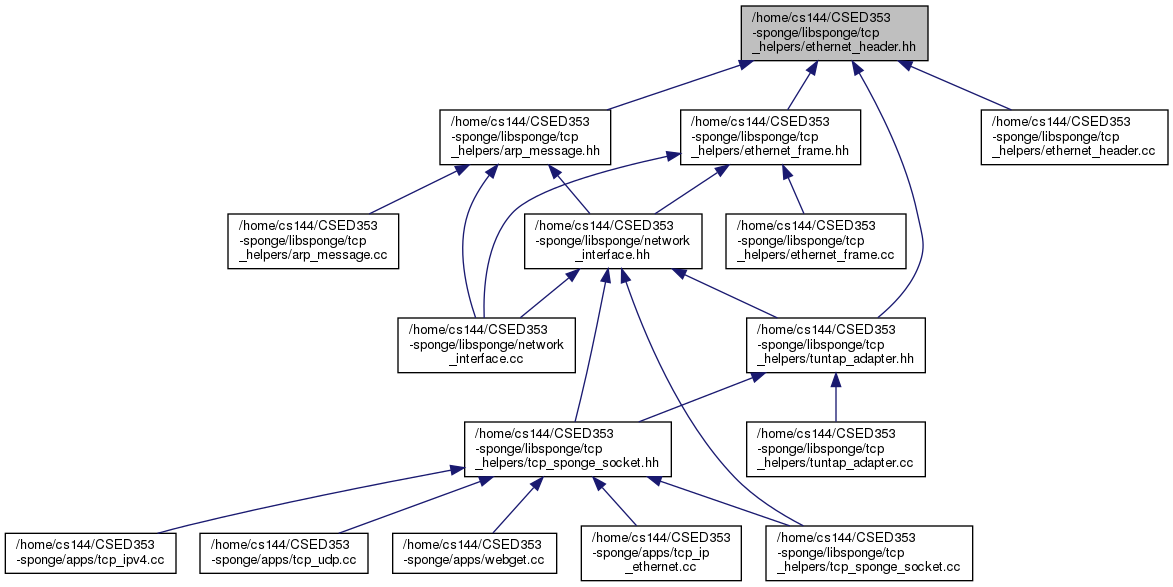 /home/cs144/CSED353
-sponge/libsponge/tcp
_helpers/ethernet_header.hh
/home/cs144/CSED353
-sponge/libsponge/tcp
_helpers/arp_message.hh
/home/cs144/CSED353
-sponge/libsponge/tcp
_helpers/ethernet_frame.hh
/home/cs144/CSED353
-sponge/libsponge/tcp
_helpers/ethernet_header.cc
/home/cs144/CSED353
-sponge/libsponge/tcp
_helpers/arp_message.cc
/home/cs144/CSED353
-sponge/libsponge/network
_interface.hh
/home/cs144/CSED353
-sponge/libsponge/tcp
_helpers/ethernet_frame.cc
/home/cs144/CSED353
-sponge/libsponge/network
_interface.cc
/home/cs144/CSED353
-sponge/libsponge/tcp
_helpers/tuntap_adapter.hh
/home/cs144/CSED353
-sponge/libsponge/tcp
_helpers/tcp_sponge_socket.hh
/home/cs144/CSED353
-sponge/libsponge/tcp
_helpers/tuntap_adapter.cc
/home/cs144/CSED353
-sponge/apps/tcp_ipv4.cc
/home/cs144/CSED353
-sponge/apps/tcp_udp.cc
/home/cs144/CSED353
-sponge/apps/webget.cc
/home/cs144/CSED353
-sponge/apps/tcp_ip
_ethernet.cc
/home/cs144/CSED353
-sponge/libsponge/tcp
_helpers/tcp_sponge_socket.cc